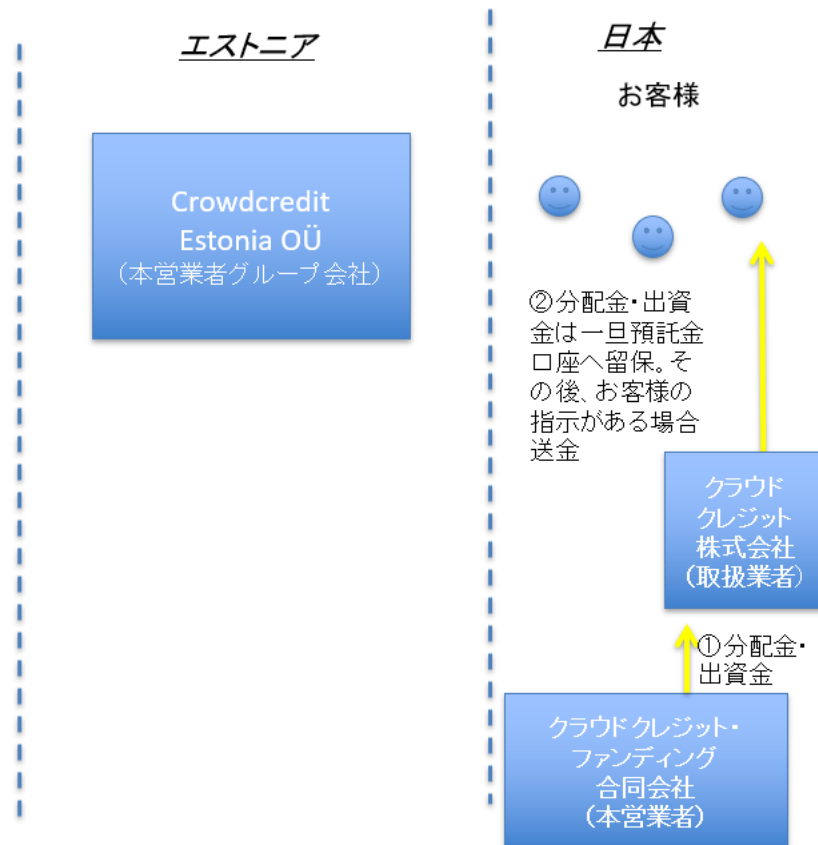 エストニア
日本
お客様
Crowdcredit
Estonia OÜ
（本営業者グループ会社）
②分配金・出資
金は一旦預託金
口座へ留保。そ
の後、お客様の
指示がある場合
送金
クラウド
クレジット
株式会社
（取扱業者）
①分配金・
出資金
クラウドクレジット・
ファンディング
合同会社
（本営業者）